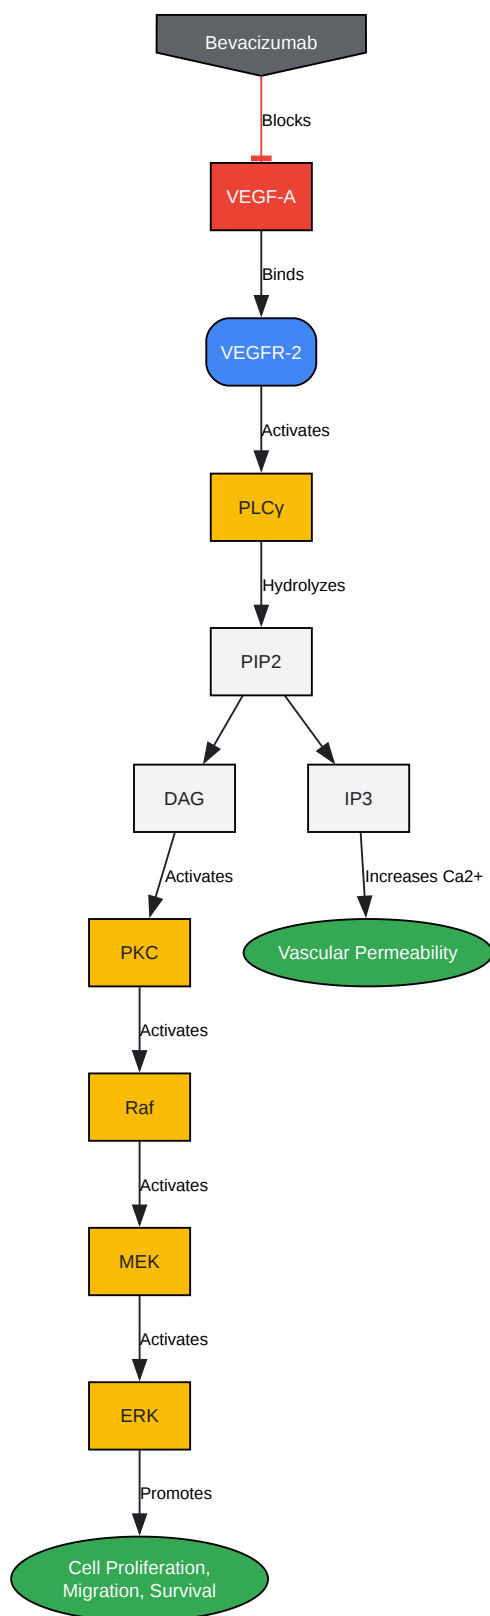 Bevacizumab
Blocks
VEGF-A
Binds
VEGFR-2
Activates
PLCγ
Hydrolyzes
PIP2
DAG
IP3
Activates
Increases Ca2+
PKC
Vascular Permeability
Activates
Raf
Activates
MEK
Activates
ERK
Promotes
Cell Proliferation,
Migration, Survival